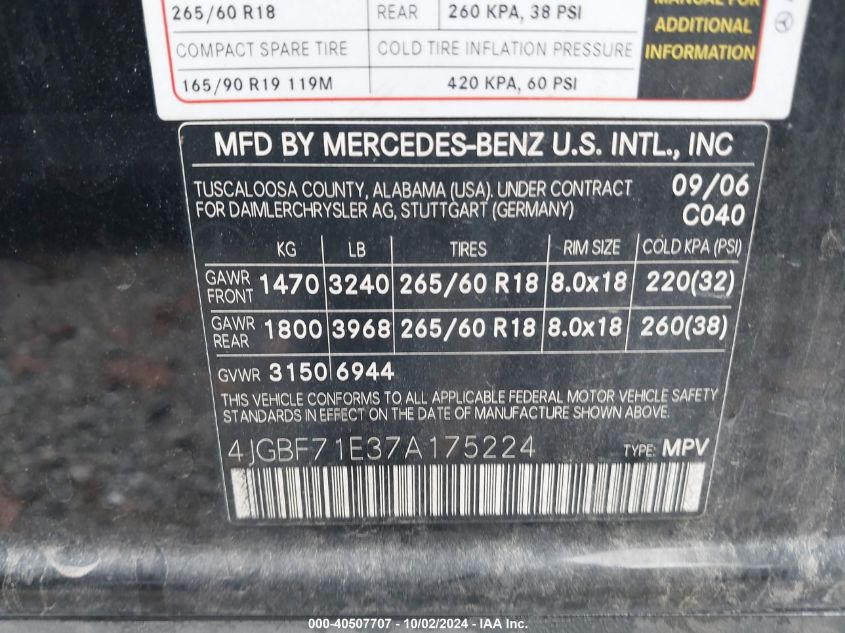 265/60 R18 REAR 260 KPA, 38 PSI
MANUAL FOR
ADDITIONAL
INFORMATION
COMPACT SPARE TIRE COLD TIRE INFLATION PRESSURE
165/90 R19 119M 420 KPA, 60 PSI
MFD BY MERCEDES-BENZ U.S. INTL., INC
TUSCALOOSA COUNTY, ALABAMA (USA). UNDER CONTRACT 09/06
FOR DAIMLERCHRYSLER AG, STUTTGART (GERMANY) C040
KG LB TIRES RIM SIZE COLD KPA (PSI)
GAWR FRONT 1470 3240 265/60 R18 8.0x18 220(32)
GAWR REAR 1800 3968 265/60 R18 8.0x18 260(38)
GVWR 3150 6944
THIS VEHICLE CONFORMS TO ALL APPLICABLE FEDERAL MOTOR VEHICLE SAFETY
STANDARDS IN EFFECT ON THE DATE OF MANUFACTURE SHOWN ABOVE.
4JGBF71E37A175224 TYPE: MPV
000-40507707 - 10/02/2024 - IAA Inc.